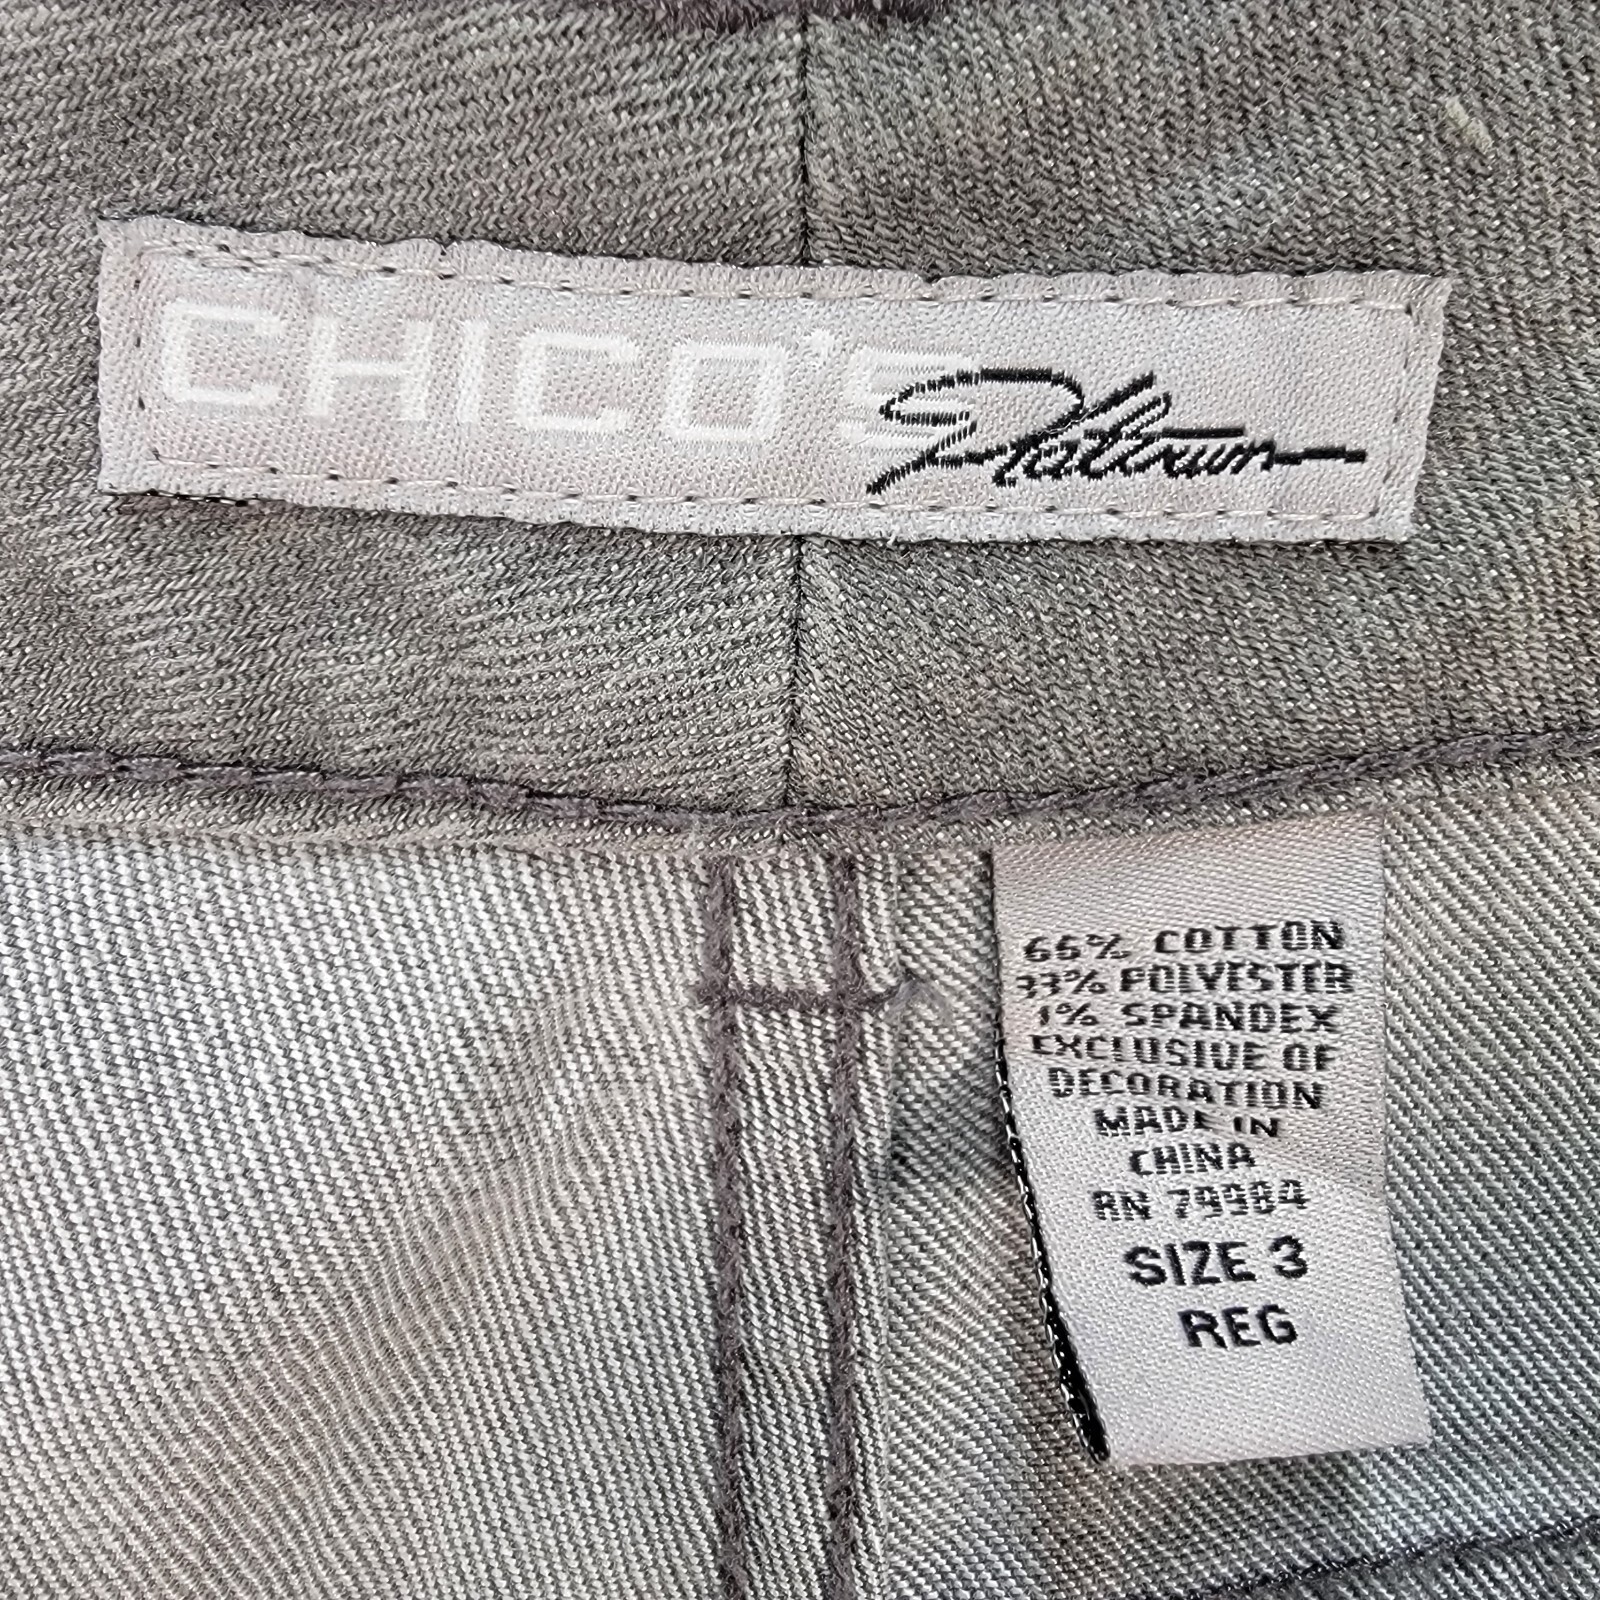 CHICO'S Platinum
66% COTTON
33% POLYESTER
1% SPANDEX
EXCLUSIVE OF
DECORATION
MADE IN
CHINA
RN 79984
SIZE 3
REG